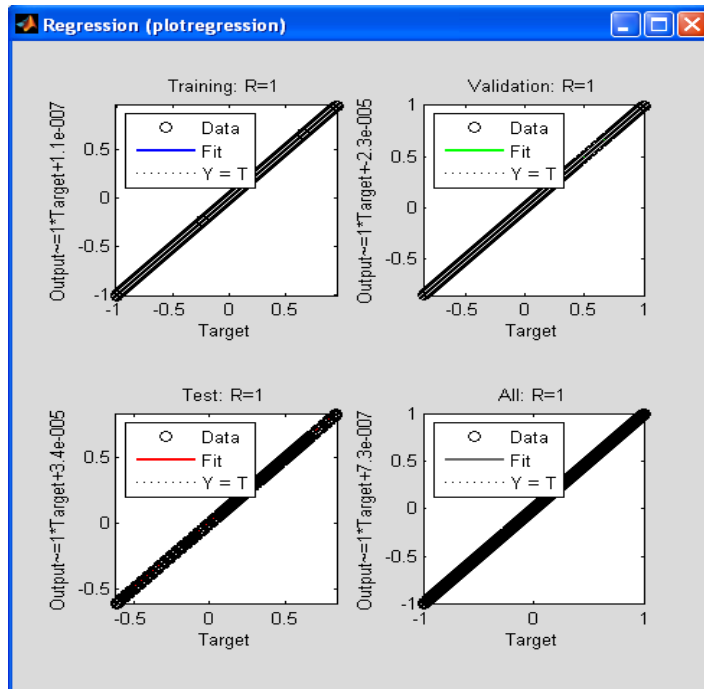 Regression (plotregression)
Training: R=1
Output~=1*Target+1.1e-007
0.5
0
-0.5
-1
Data
Fit
Y = T
-1
-0.5
0
0.5
Target
Validation: R=1
Output~=1*Target+-2.3e-005
1
0.5
0
-0.5
Data
Fit
Y = T
-0.5
0
0.5
1
Target
Test: R=1
Output~=1*Target+3.4e-005
0.5
0
-0.5
Data
Fit
Y = T
-0.5
0
0.5
Target
All: R=1
Output~=1*Target+7.3e-007
1
0.5
0
-0.5
-1
Data
Fit
Y = T
-1
0
1
Target